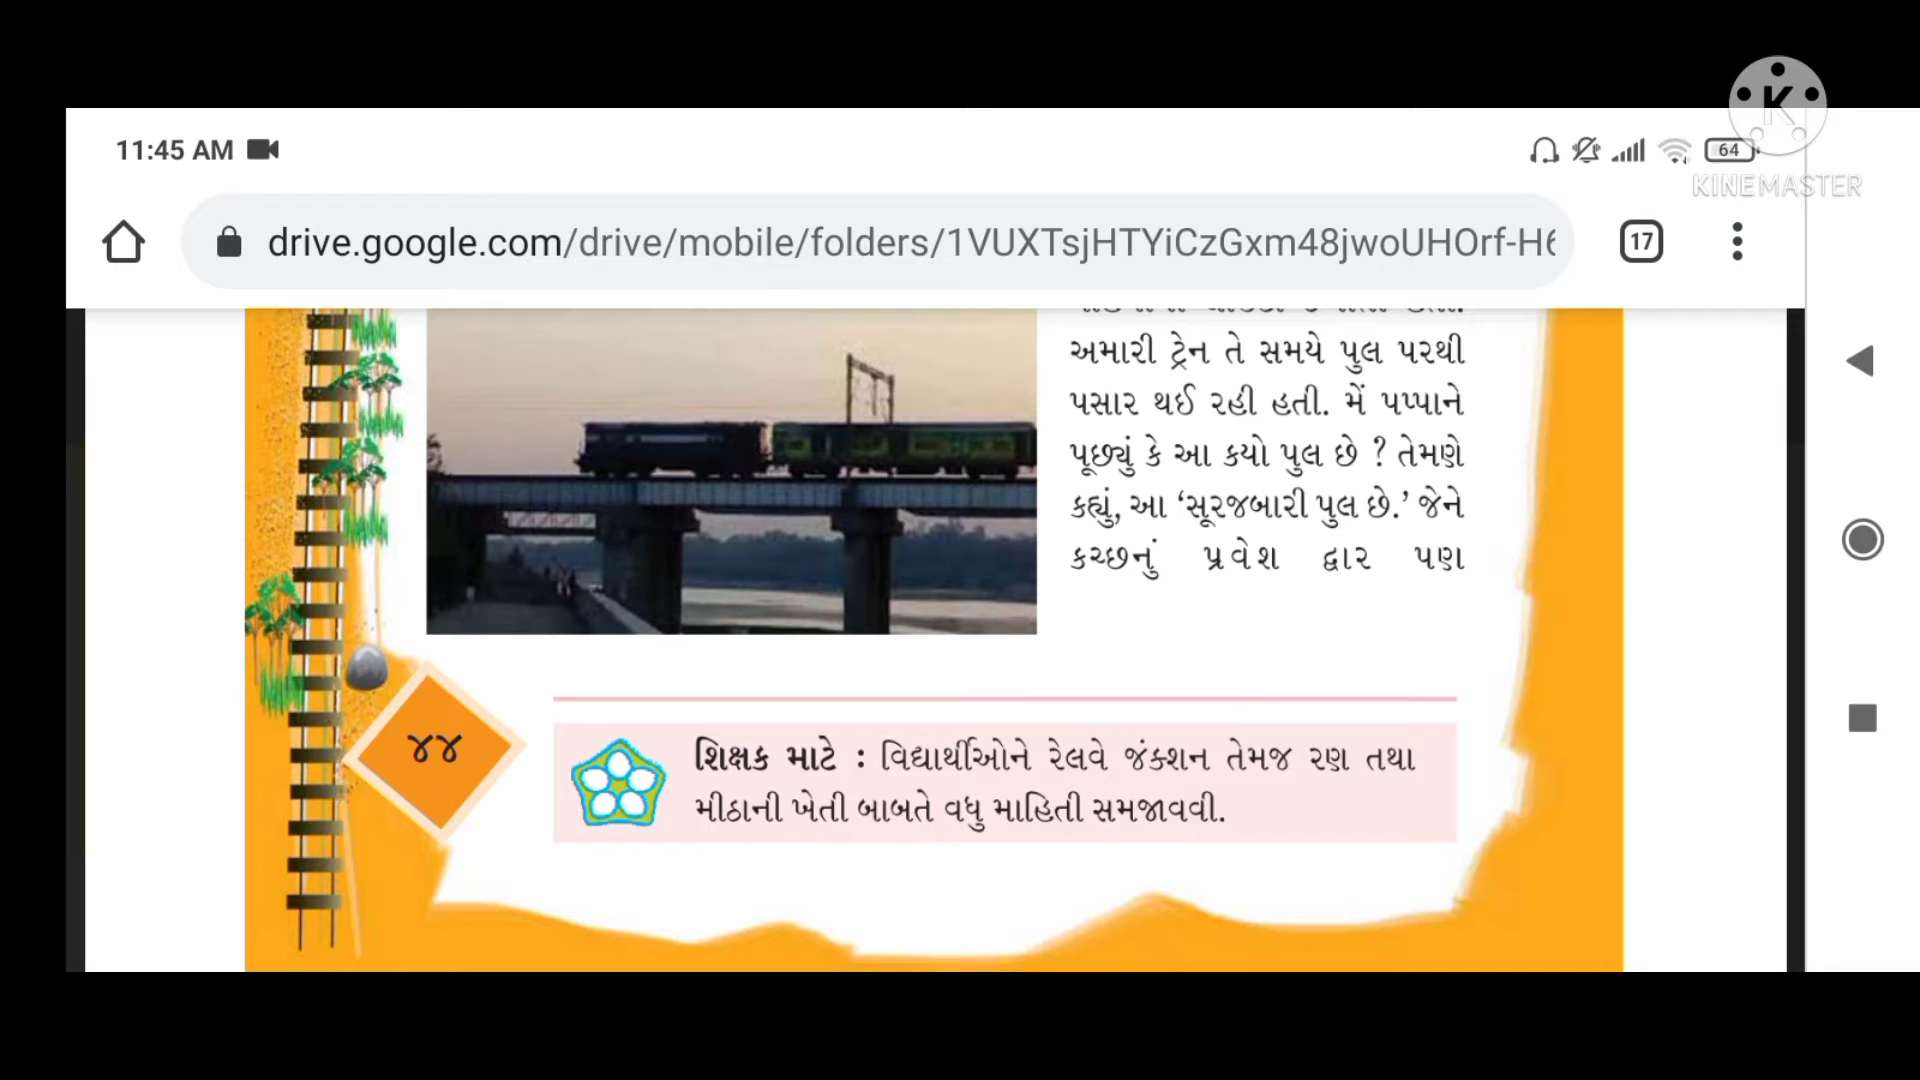 11:45 AM
64
KINEMASTER
drive.google.com/drive/mobile/folders/1VUXTsjHTYiCzGxm48jwoUHOrf-H6
17
અમારી ટ્રેન તે સમયે પુલ પરથી
પસાર થઈ રહી હતી. મેં પપ્પાને
પૂછ્યું કે આ કયો પુલ છે ? તેમણે
કહ્યું, આ ‘સૂરજબારી પુલ છે.’ જેને
કચ્છનું પ્રવેશ દ્વાર પણ
૪૪
શિક્ષક માટે : વિદ્યાર્થીઓને રેલવે જંકશન તેમજ રણ તથા
મીઠાની ખેતી બાબતે વધુ માહિતી સમજાવવી.